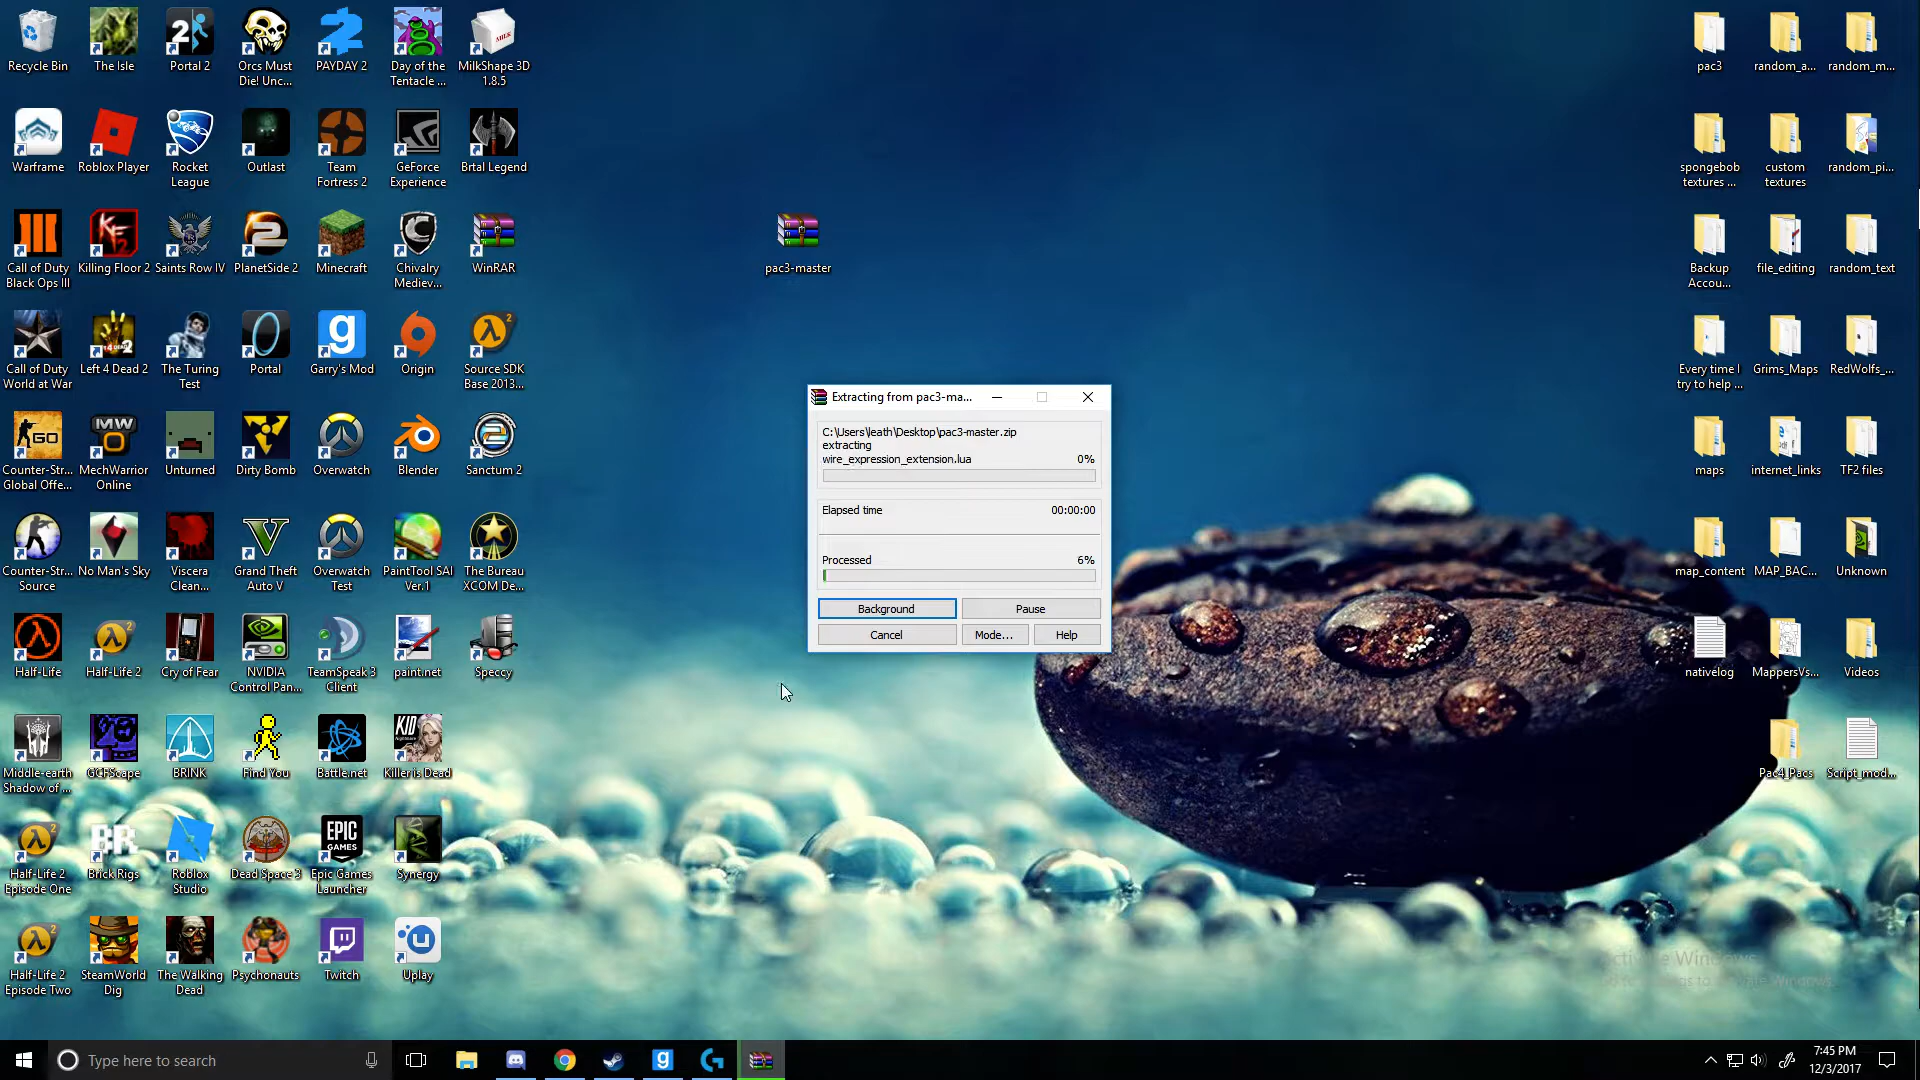 Recycle Bin
The Isle
Portal 2
Orcs Must
Die! Unc...
PAYDAY 2
Day of the
Tentacle ...
MilkShape 3D
1.8.5
Warframe
Roblox Player
Rocket
League
Outlast
Team
Fortress 2
GeForce
Experience
Brtal Legend
Call of Duty
Black Ops III
Killing Floor 2
Saints Row IV
PlanetSide 2
Minecraft
Chivalry
Mediev...
WinRAR
Call of Duty
World at War
Left 4 Dead 2
The Turing
Test
Portal
Garry's Mod
Origin
Source SDK
Base 2013...
Counter-Str...
Global Offe...
MechWarrior
Online
Unturned
Dirty Bomb
Overwatch
Blender
Sanctum 2
Counter-Str...
Source
No Man's Sky
Viscera
Clean...
Grand Theft
Auto V
Overwatch
Test
PaintTool SAI
Ver.1
The Bureau
XCOM De...
Half-Life
Half-Life 2
Cry of Fear
NVIDIA
Control Pan...
TeamSpeak 3
Client
paint.net
Speccy
Middle-earth
Shadow of ...
GCFScape
BRINK
Find You
Battle.net
Killer is Dead
Half-Life 2
Episode One
Brick Rigs
Roblox
Studio
Dead Space 3
Epic Games
Launcher
Synergy
Half-Life 2
Episode Two
SteamWorld
Dig
The Walking
Dead
Psychonauts
Twitch
Uplay
pac3-master
Extracting from pac3-ma...
C:\Users\leath\Desktop\pac3-master.zip
extracting
wire_expression_extension.lua 0%
Elapsed time 00:00:00
Processed 6%
Background Pause
Cancel Mode... Help
pac3
random_a...
random_m...
spongebob
textures ...
custom
textures
random_pi...
Backup
Accou...
file_editing
random_text
Every time I
try to help ...
Grims_Maps
RedWolfs_...
maps
internet_links
TF2 files
map_content
MAP_BAC...
Unknown
nativelog
MappersVs...
Videos
Pac4_Pacs
Script_mod...
Type here to search
7:45 PM
12/3/2017